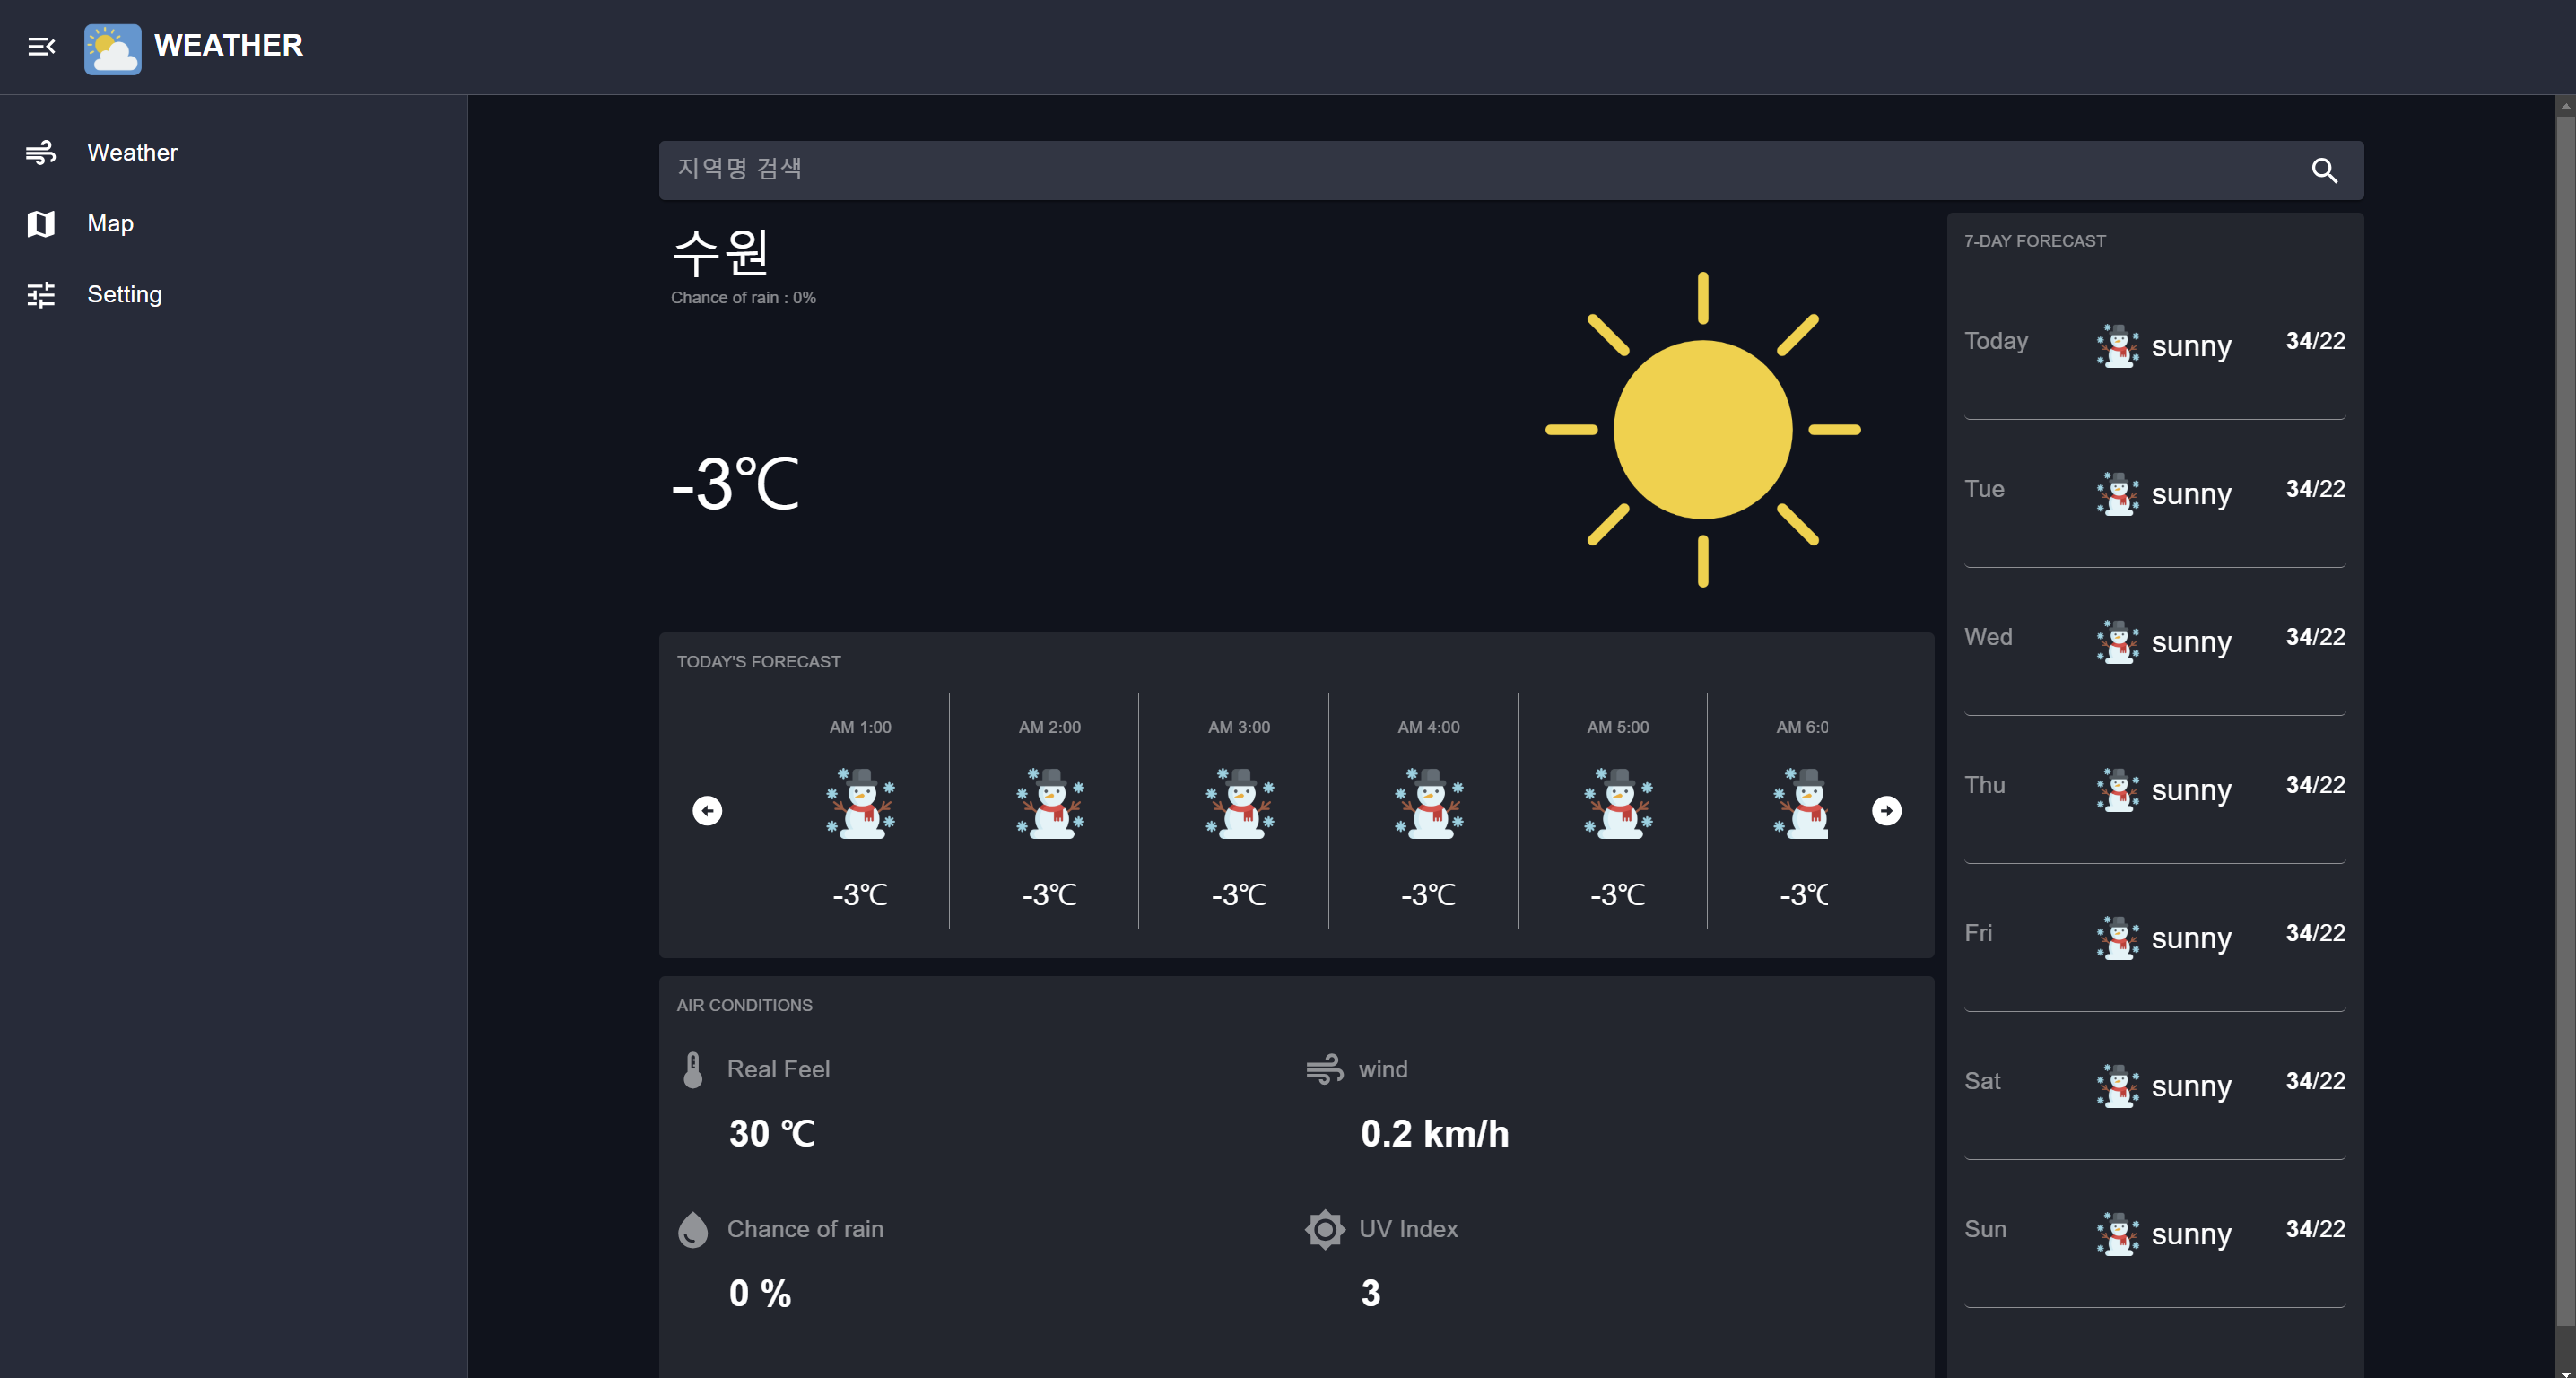 WEATHER
Weather
Map
Setting
지역명 검색
수원
Chance of rain : 0%
-3℃
TODAY'S FORECAST
AM 1:00 AM 2:00 AM 3:00 AM 4:00 AM 5:00 AM 6:0
-3℃ -3℃ -3℃ -3℃ -3℃ -3℃
AIR CONDITIONS
Real Feel
30 ℃
wind
0.2 km/h
Chance of rain
0 %
UV Index
3
7-DAY FORECAST
Today sunny 34/22
Tue sunny 34/22
Wed sunny 34/22
Thu sunny 34/22
Fri sunny 34/22
Sat sunny 34/22
Sun sunny 34/22